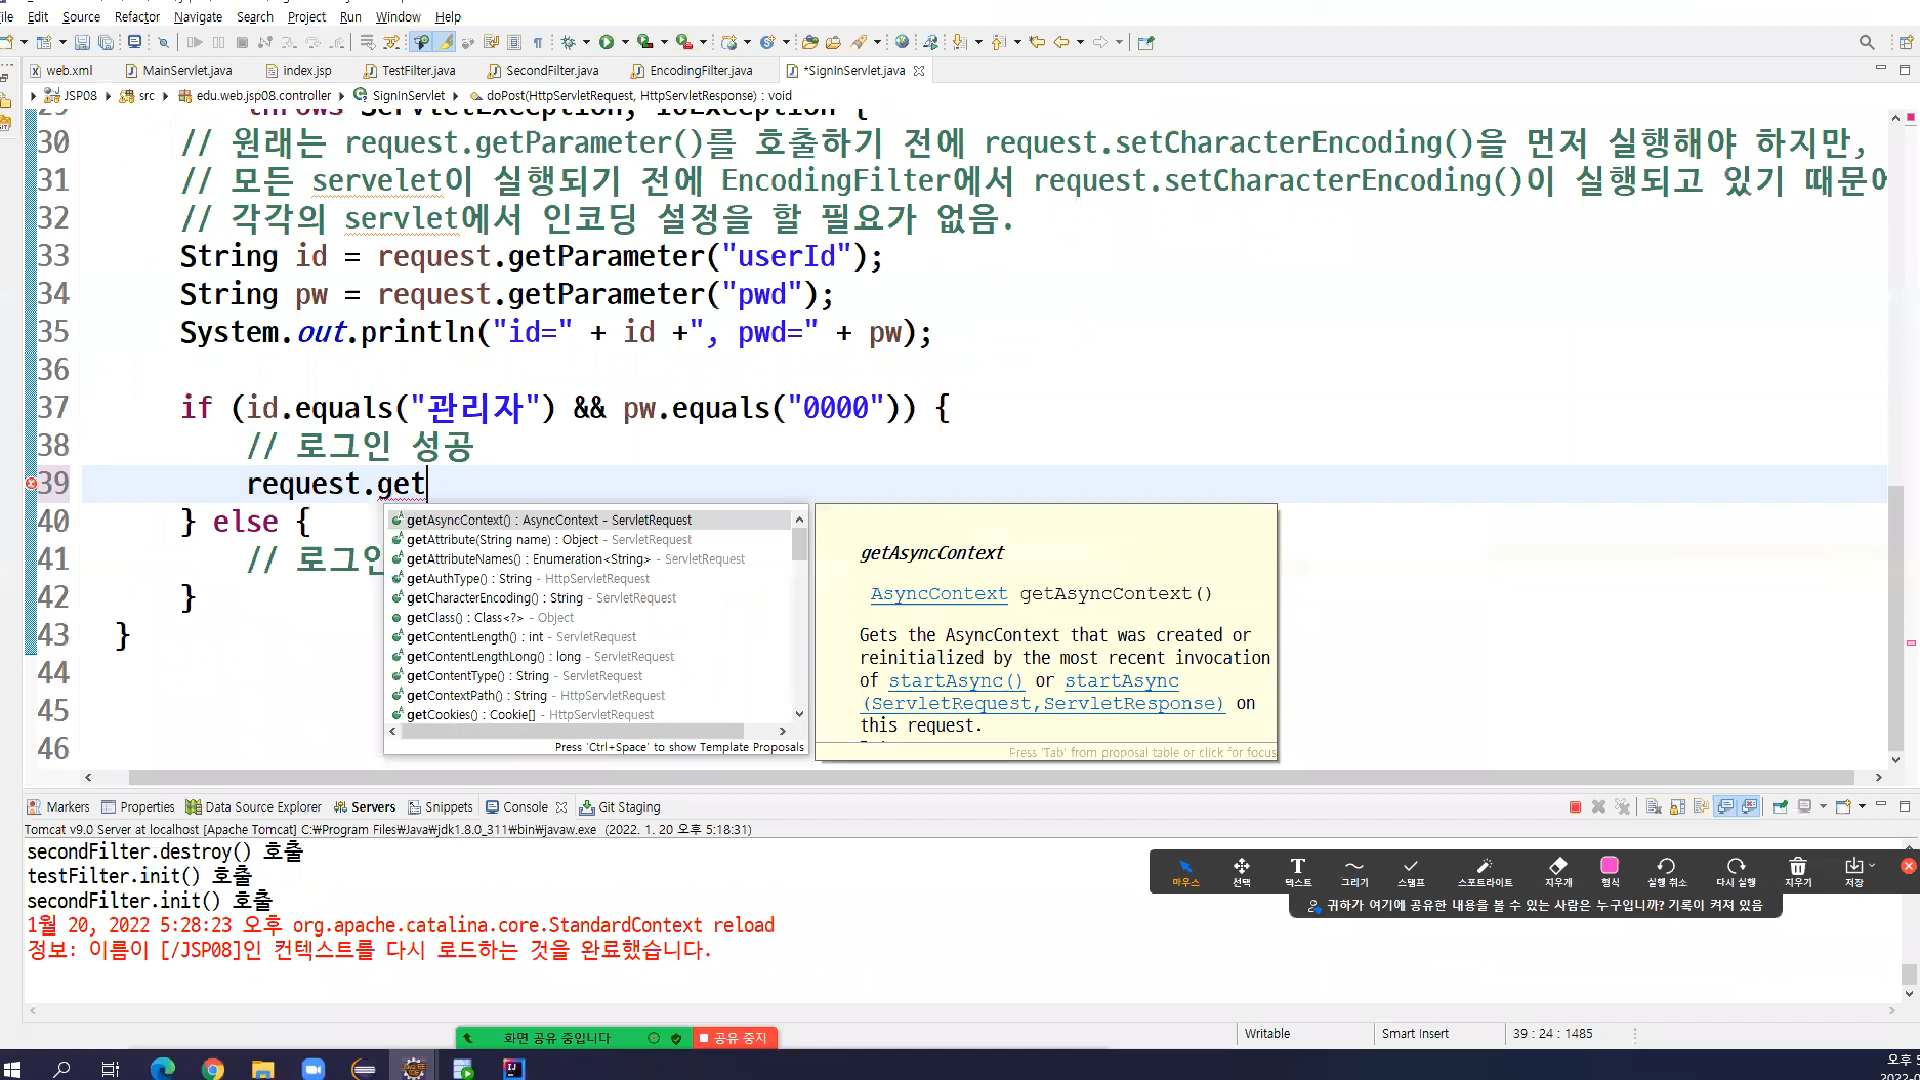 File Edit Source Refactor Navigate Search Project Run Window Help
web.xml MainServlet.java index.jsp TestFilter.java SecondFilter.java EncodingFilter.java *SignInServlet.java
JSP08 src edu.web.jsp08.controller SignInServlet doPost(HttpServletRequest, HttpServletResponse) : void
29 throws ServletException, IOException {
30 // 원래는 request.getParameter()를 호출하기 전에 request.setCharacterEncoding()을 먼저 실행해야 하지만,
31 // 모든 servelet이 실행되기 전에 EncodingFilter에서 request.setCharacterEncoding()이 실행되고 있기 때문에
32 // 각각의 servlet에서 인코딩 설정을 할 필요가 없음.
33 String id = request.getParameter("userId");
34 String pw = request.getParameter("pwd");
35 System.out.println("id=" + id +", pwd=" + pw);
36
37 if (id.equals("관리자") && pw.equals("0000")) {
38 // 로그인 성공
39 request.get
40 } else {
41 // 로그인
42 }
43 }
44
45
46
getAsyncContext() : AsyncContext - ServletRequest
getAttribute(String name) : Object - ServletRequest
getAttributeNames() : Enumeration<String> - ServletRequest
getAuthType() : String - HttpServletRequest
getCharacterEncoding() : String - ServletRequest
getClass() : Class<?> - Object
getContentLength() : int - ServletRequest
getContentLengthLong() : long - ServletRequest
getContentType() : String - ServletRequest
getContextPath() : String - HttpServletRequest
getCookies() : Cookie[] - HttpServletRequest
Press 'Ctrl+Space' to show Template Proposals
getAsyncContext
AsyncContext getAsyncContext()
Gets the AsyncContext that was created or
reinitialized by the most recent invocation
of startAsync() or startAsync
(ServletRequest,ServletResponse) on
this request.
Press 'Tab' from proposal table or click for focus
Markers Properties Data Source Explorer Servers Snippets Console Git Staging
Tomcat v9.0 Server at localhost [Apache Tomcat] C:₩Program Files₩Java₩jdk1.8.0_311₩bin₩javaw.exe (2022. 1. 20 오후 5:18:31)
secondFilter.destroy() 호출
testFilter.init() 호출
secondFilter.init() 호출
1월 20, 2022 5:28:23 오후 org.apache.catalina.core.StandardContext reload
정보: 이름이 [/JSP08]인 컨텍스트를 다시 로드하는 것을 완료했습니다.
마우스 선택 텍스트 그리기 스탬프 스포트라이트 지우개 형식 실행 취소 다시 실행 지우기 저장
귀하가 여기에 공유한 내용을 볼 수 있는 사람은 누구입니까? 기록이 켜져 있음
화면 공유 중입니다 공유 중지
Writable Smart Insert 39 : 24 : 1485
오후 5